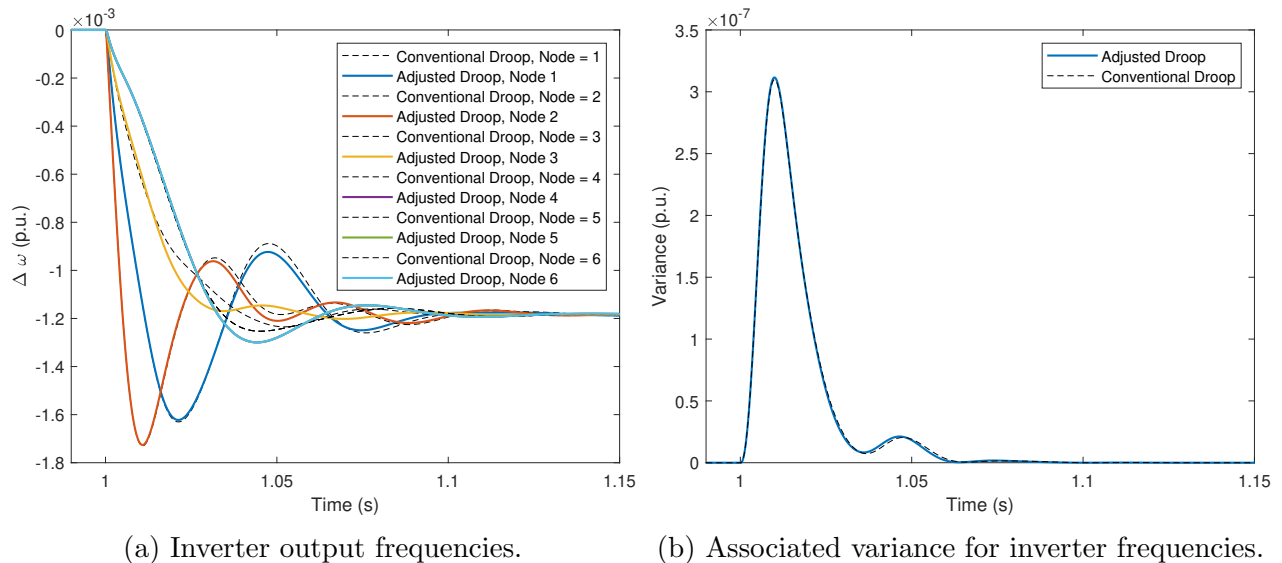 ×10⁻³
0
-0.2
-0.4
-0.6
-0.8
-1
-1.2
-1.4
-1.6
-1.8
Δ ω (p.u.)
1
1.05
1.1
1.15
Time (s)
Conventional Droop, Node = 1
Adjusted Droop, Node 1
Conventional Droop, Node = 2
Adjusted Droop, Node 2
Conventional Droop, Node = 3
Adjusted Droop, Node 3
Conventional Droop, Node = 4
Adjusted Droop, Node 4
Conventional Droop, Node = 5
Adjusted Droop, Node 5
Conventional Droop, Node = 6
Adjusted Droop, Node 6
(a) Inverter output frequencies.
×10⁻⁷
3.5
3
2.5
2
1.5
1
0.5
0
Variance (p.u.)
1
1.05
1.1
1.15
Time (s)
Adjusted Droop
Conventional Droop
(b) Associated variance for inverter frequencies.